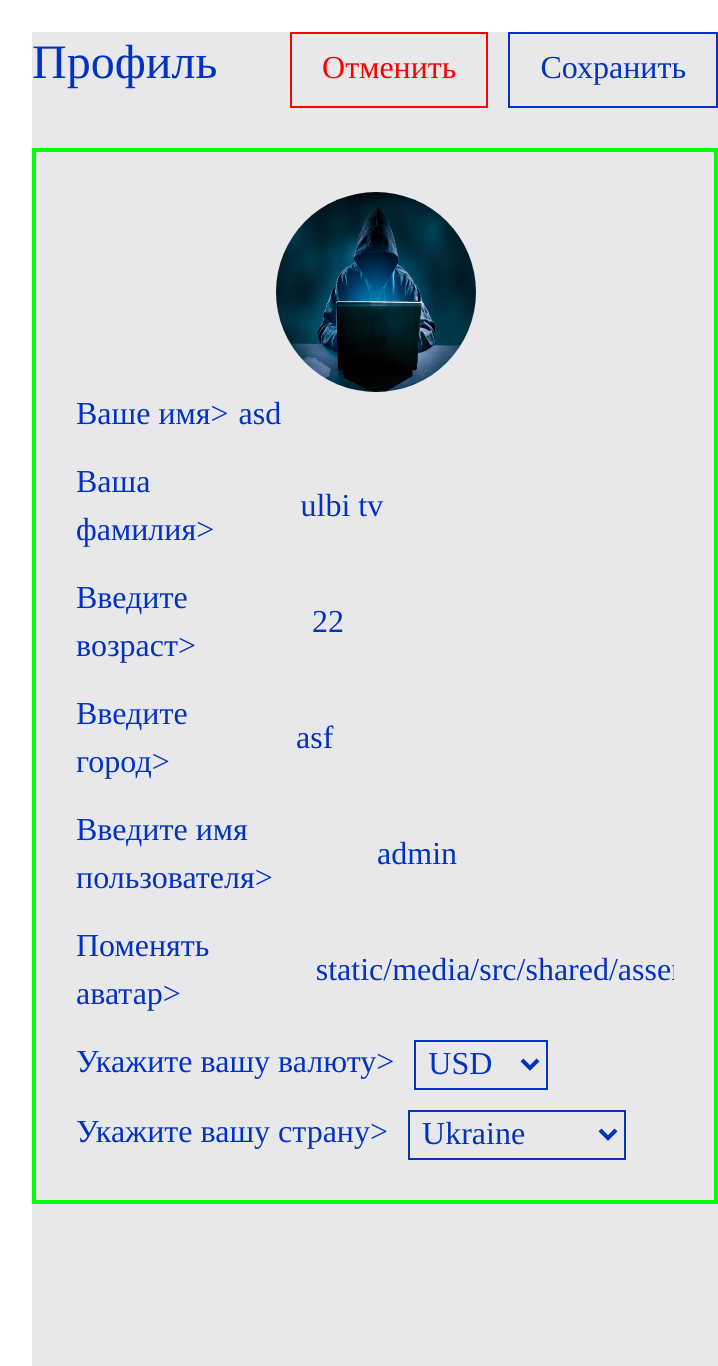 Профиль Отменить Сохранить
Ваше имя> asd
Ваша
фамилия> ulbi tv
Введите
возраст> 22
Введите
город> asf
Введите имя
пользователя> admin
Поменять
аватар> static/media/src/shared/asse
Укажите вашу валюту> USD
Укажите вашу страну> Ukraine